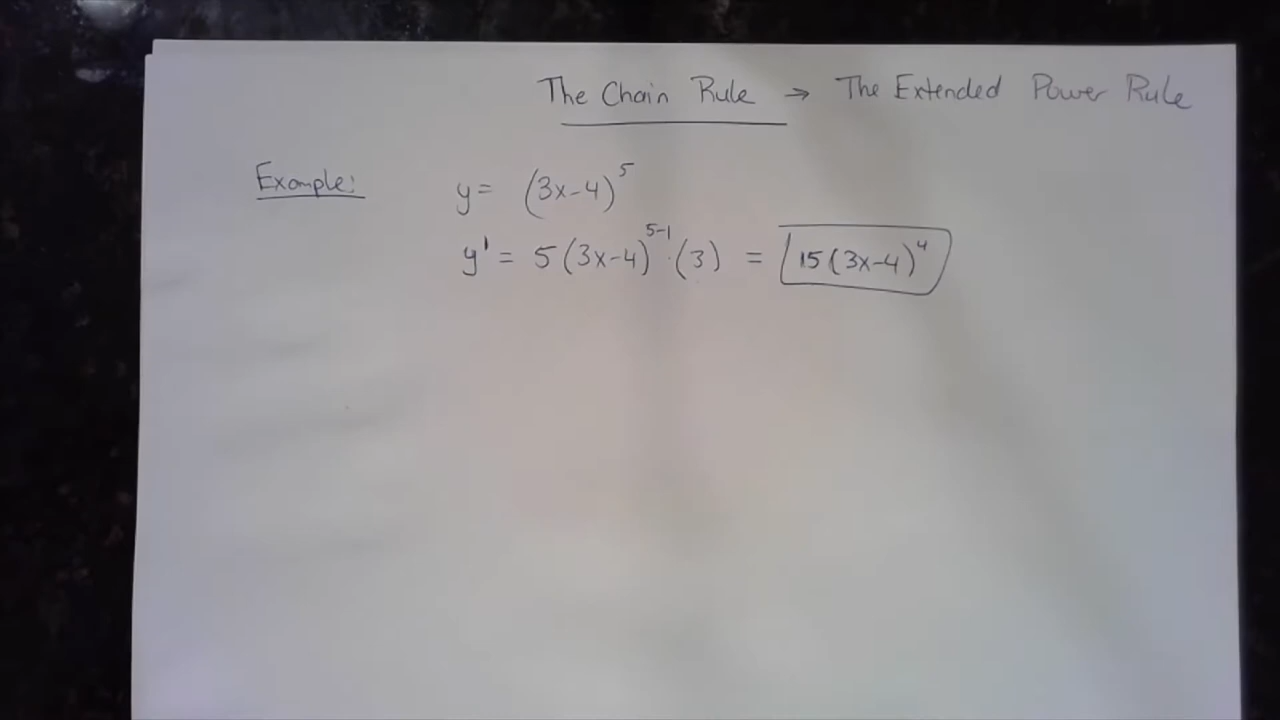 The Chain Rule → The Extended Power Rule
Example: y = (3x-4)^5
y' = 5(3x-4)^{5-1} · (3) = 15(3x-4)^4